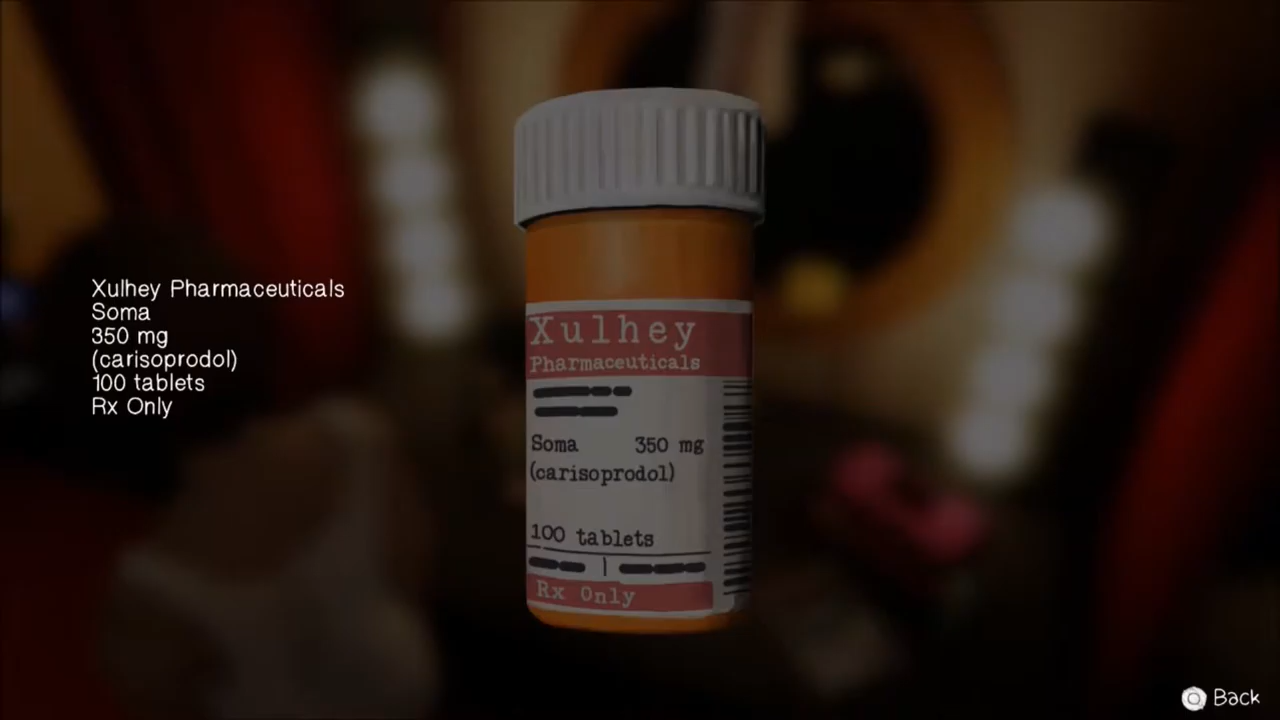 Xulhey Pharmaceuticals
Soma
350 mg
(carisoprodol)
100 tablets
Rx Only
Xulhey
Pharmaceuticals
Soma 350 mg
(carisoprodol)
100 tablets
Rx Only
Back